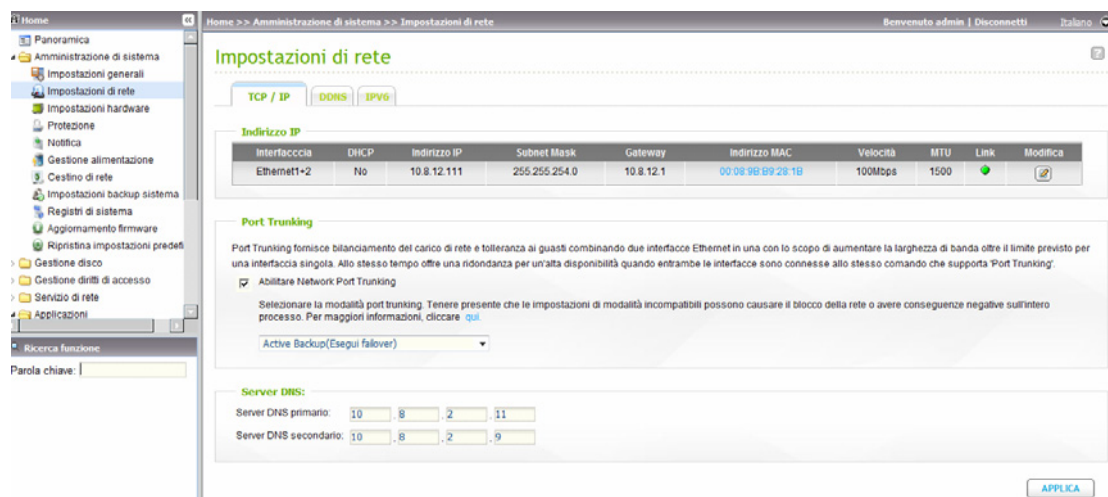 Home
Home >> Amministrazione di sistema >> Impostazioni di rete
Benvenuto admin | Disconnetti
Italiano
Panoramica
Amministrazione di sistema
Impostazioni generali
Impostazioni di rete
Impostazioni hardware
Protezione
Notifica
Gestione alimentazione
Cestino di rete
Impostazioni backup sistema
Registri di sistema
Aggiornamento firmware
Ripristina impostazioni predefi
Gestione disco
Gestione diritti di accesso
Servizio di rete
Applicazioni
Ricerca funzione
Parola chiave:
Impostazioni di rete
TCP / IP DDNS IPV6
Indirizzo IP
Interfacccia DHCP Indirizzo IP Subnet Mask Gateway Indirizzo MAC Velocità MTU Link Modifica
Ethernet1+2 No 10.8.12.111 255.255.254.0 10.8.12.1 00:08:9B:B9:28:1B 100Mbps 1500
Port Trunking
Port Trunking fornisce bilanciamento del carico di rete e tolleranza ai guasti combinando due interfacce Ethernet in una con lo scopo di aumentare la larghezza di banda oltre il limite previsto per
una interfaccia singola. Allo stesso tempo offre una ridondanza per un'alta disponibilità quando entrambe le interfacce sono connesse allo stesso comando che supporta 'Port Trunking'.
Abilitare Network Port Trunking
Selezionare la modalità port trunking. Tenere presente che le impostazioni di modalità incompatibili possono causare il blocco della rete o avere conseguenze negative sull'intero
processo. Per maggiori informazioni, cliccare qui.
Active Backup(Esegui failover)
Server DNS:
Server DNS primario: 10 . 8 . 2 . 11
Server DNS secondario: 10 . 8 . 2 . 9
APPLICA